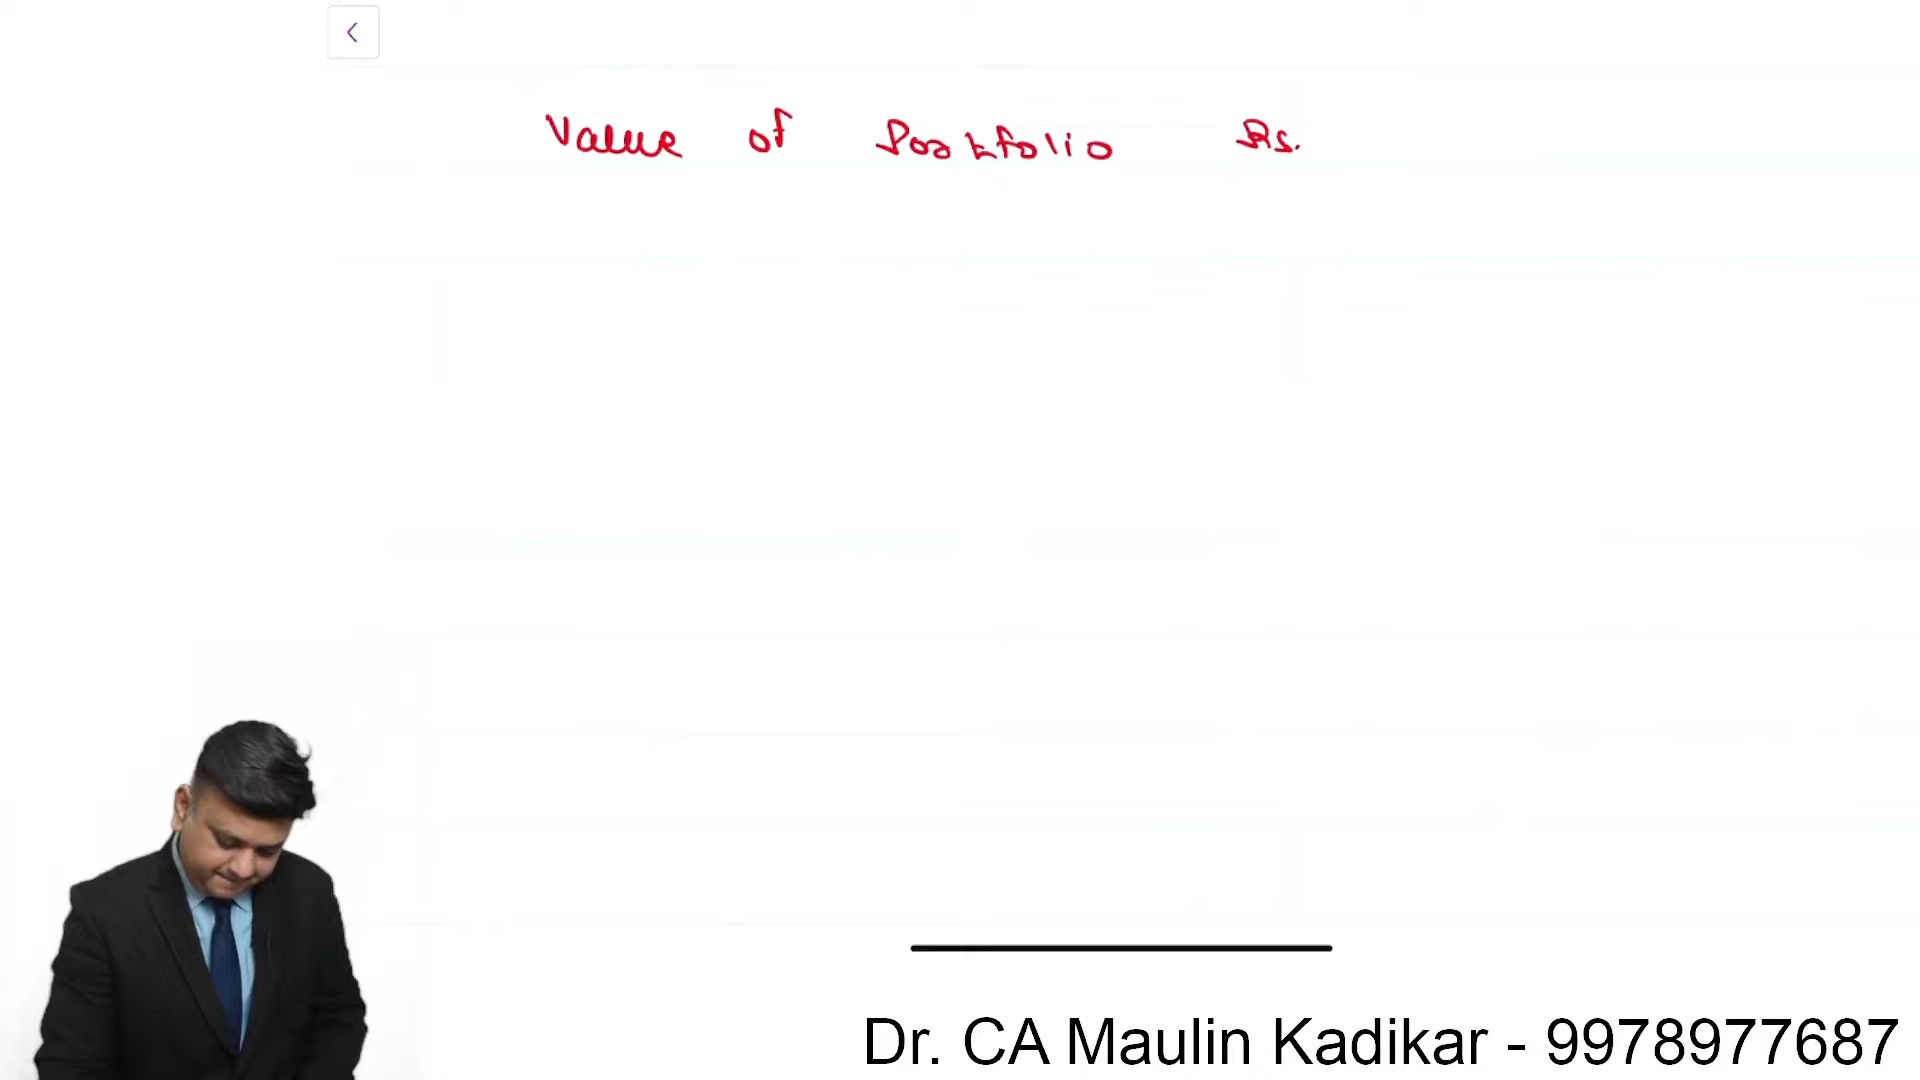 Value of Portfolio Rs.
Dr. CA Maulin Kadikar - 9978977687